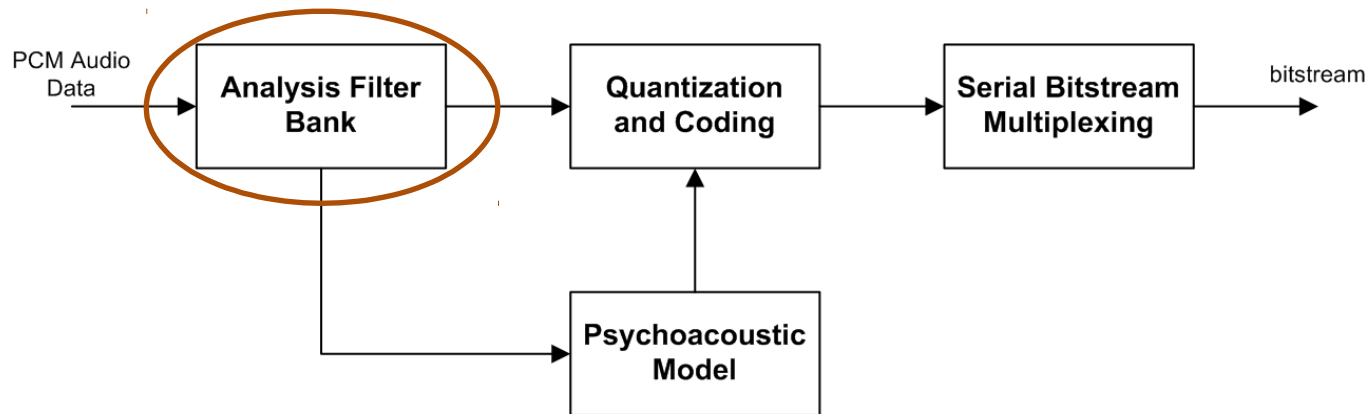 PCM Audio
Data
Analysis Filter
Bank
Quantization
and Coding
Serial Bitstream
Multiplexing
bitstream
Psychoacoustic
Model